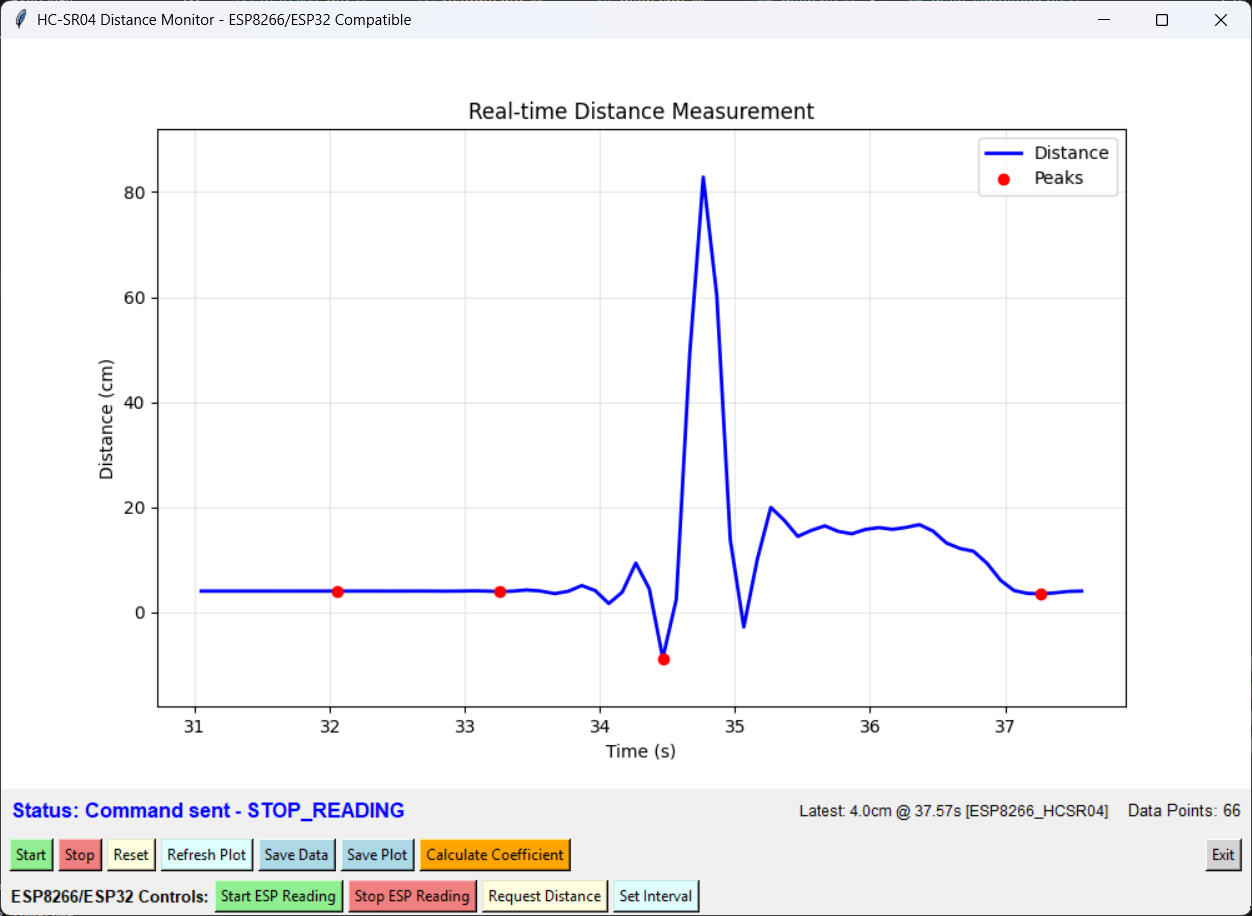 HC-SR04 Distance Monitor - ESP8266/ESP32 Compatible
Real-time Distance Measurement
Distance
Peaks
80
60
40
20
0
Distance (cm)
31 32 33 34 35 36 37
Time (s)
Status: Command sent - STOP_READING
Latest: 4.0cm @ 37.57s [ESP8266_HCSR04] Data Points: 66
Start Stop Reset Refresh Plot Save Data Save Plot Calculate Coefficient Exit
ESP8266/ESP32 Controls: Start ESP Reading Stop ESP Reading Request Distance Set Interval